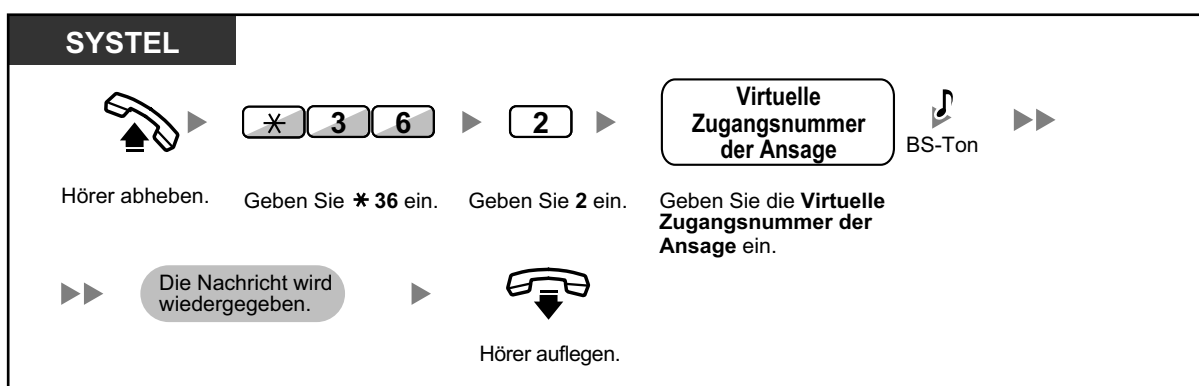 SYSTEL
* 3 6
2
Virtuelle
Zugangsnummer
der Ansage
BS-Ton
Hörer abheben.
Geben Sie * 36 ein.
Geben Sie 2 ein.
Geben Sie die Virtuelle
Zugangsnummer der
Ansage ein.
Die Nachricht wird
wiedergegeben.
Hörer auflegen.